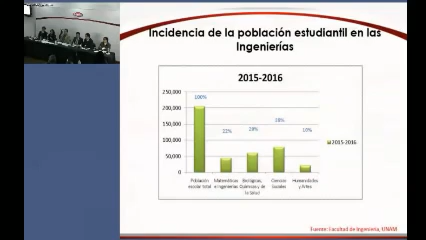 Incidencia de la población estudiantil en las
Ingenierías
2015-2016
250,000
200,000
150,000
100,000
50,000
0
100%
22%
28%
38%
10%
Población
escolar total
Matemáticas
e Ingenierías
Biológicas,
Químicas y de
la Salud
Ciencias
Sociales
Humanidades
y Artes
2015-2016
Fuente: Facultad de Ingeniería, UNAM